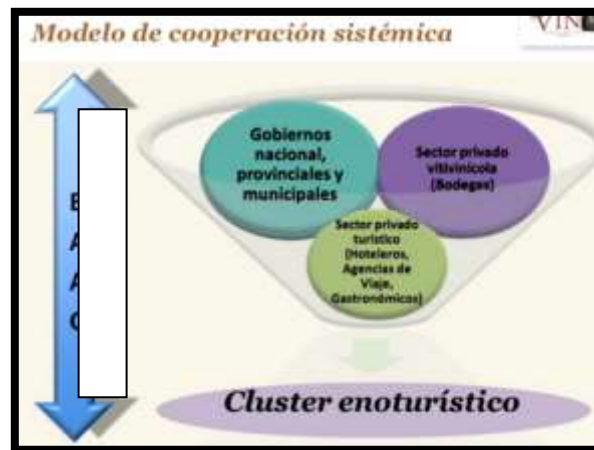 Modelo de cooperación sistémica
VIN
Gobiernos
nacional,
provinciales y
municipales
Sector privado
vitivinícola
(Bodegas)
Sector privado
turístico
(Hoteleros,
Agencias de
Viaje,
Gastronómicos)
Cluster enoturístico